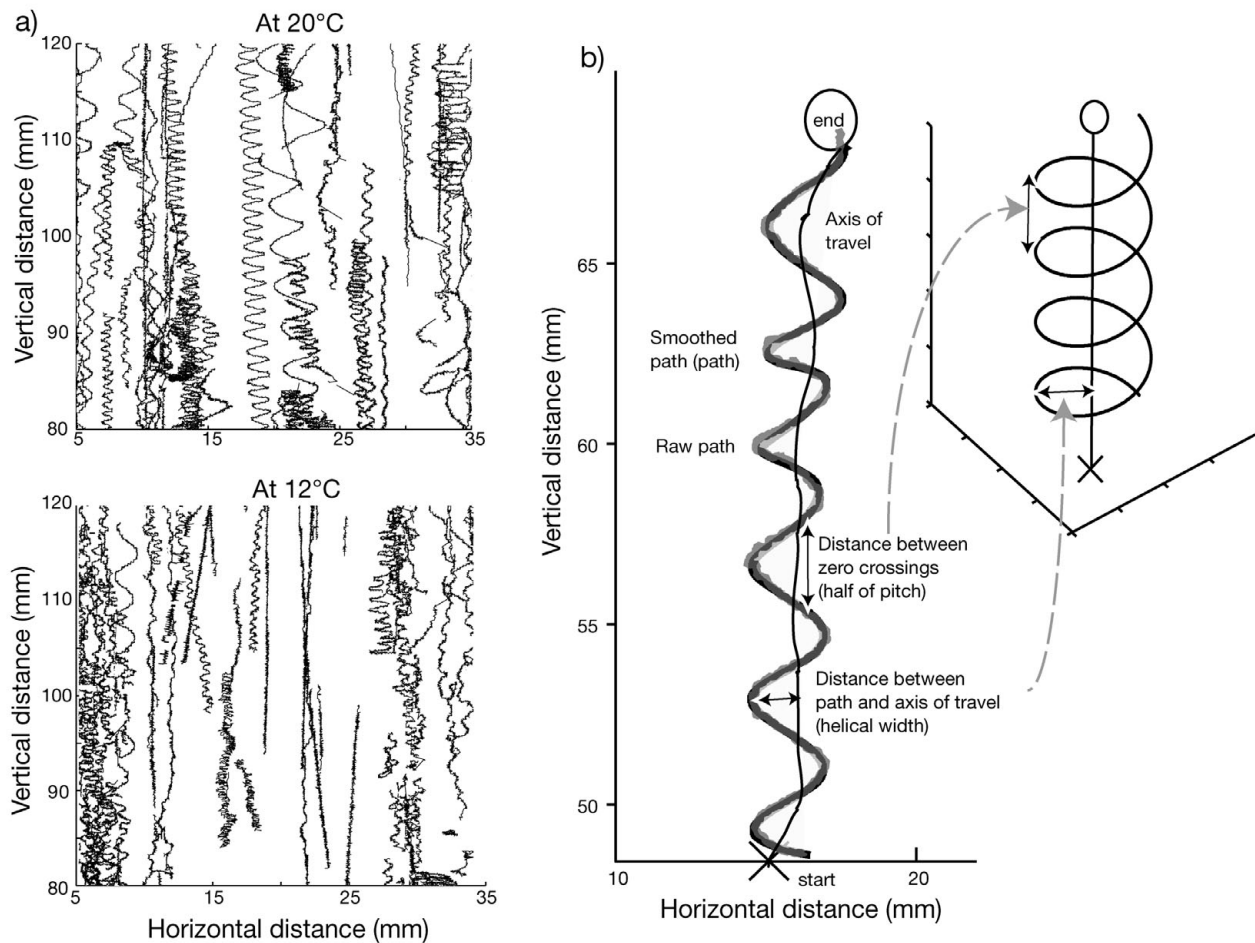 a)
At 20°C
Vertical distance (mm)
120
110
100
90
80
5
15
25
35
At 12°C
Vertical distance (mm)
120
110
100
90
80
5
15
25
35
Horizontal distance (mm)
b)
Vertical distance (mm)
65
60
55
50
10
20
Horizontal distance (mm)
end
Axis of
travel
Smoothed
path (path)
Raw path
Distance between
zero crossings
(half of pitch)
Distance between
path and axis of travel
(helical width)
start